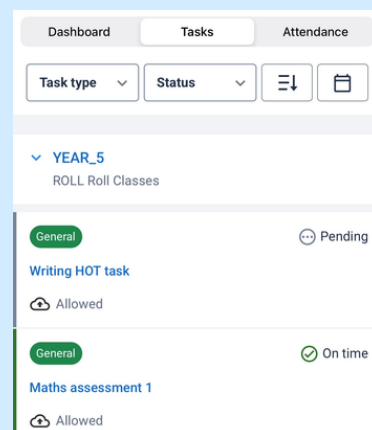 Dashboard Tasks Attendance
Task type Status
YEAR_5
ROLL Roll Classes
General Pending
Writing HOT task
Allowed
General On time
Maths assessment 1
Allowed